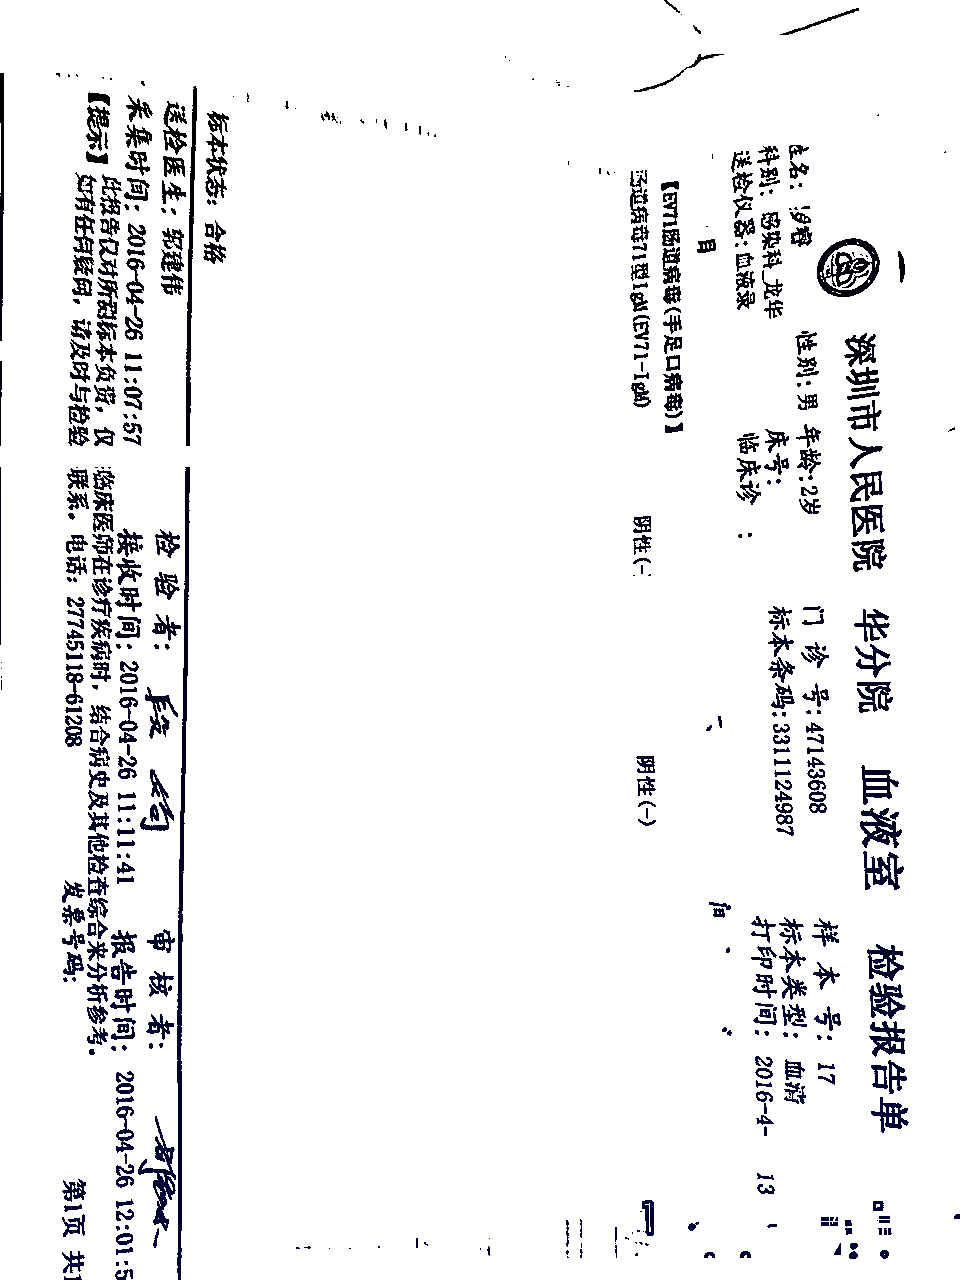 深圳市人民医院 华分院 血液室 检验报告单
姓名： 性别：男 年龄：2岁 门诊号：47143608 样本号：17
科别：感染科_龙华 床号： 标本条码：3311124987 标本类型：血清
送检仪器：血液录 临床诊 ： 打印时间：2016-4- 13
目
【EV71肠道病毒(手足口病毒)】
肠道病毒71型IgM(EV71-IgM) 阴性(- 阴性(-)
标本状态：合格
送检医生：郭建伟 检验者： 审核者：
采集时间：2016-04-26 11:07:57 接收时间：2016-04-26 11:11:41 报告时间：2016-04-26 12:01:5
【提示】 此报告仅对所测标本负责，仅 临床医师在诊疗疾病时，结合病史及其他检查综合来分析参考。
如有任何疑问，请及时与检验 联系。电话：27745118-61208 发票号码： 第1页 共1